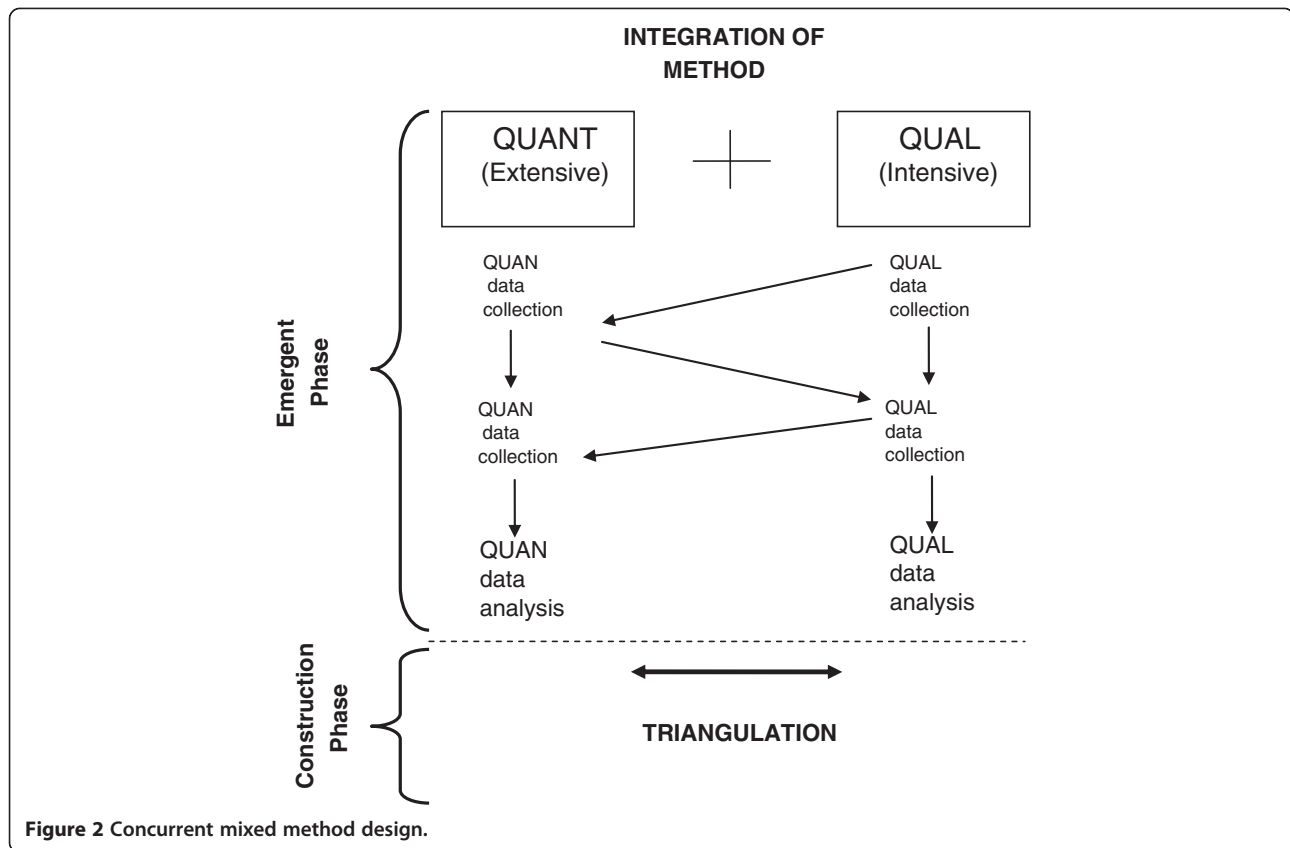 INTEGRATION OF
METHOD
QUANT
(Extensive)
QUAL
(Intensive)
QUAN
data
collection
QUAL
data
collection
Emergent
Phase
QUAN
data
collection
QUAL
data
collection
QUAN
data
analysis
QUAL
data
analysis
Construction
Phase
TRIANGULATION
Figure 2 Concurrent mixed method design.